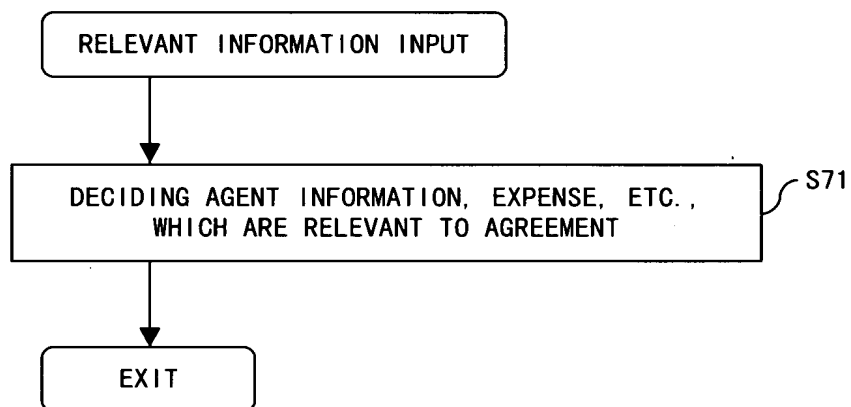 RELEVANT INFORMATION INPUT
DECIDING AGENT INFORMATION, EXPENSE, ETC.,
WHICH ARE RELEVANT TO AGREEMENT
S71
EXIT